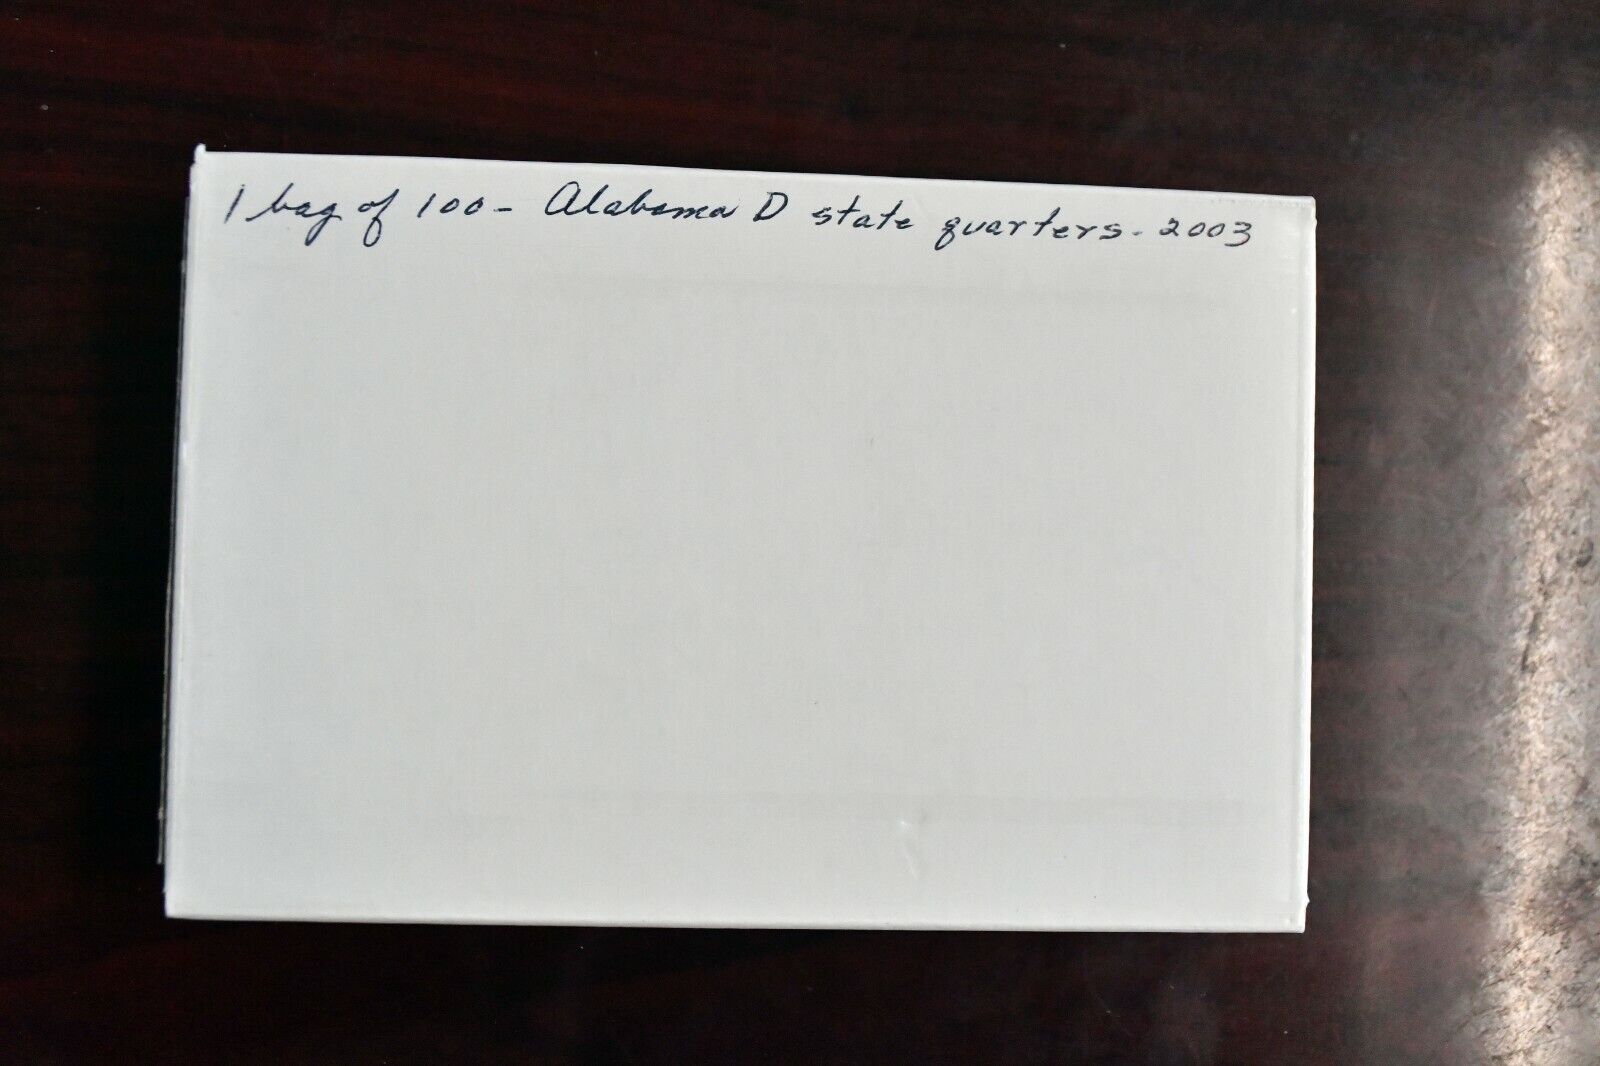 1 bag of 100 - Alabama D state quarters. 2003